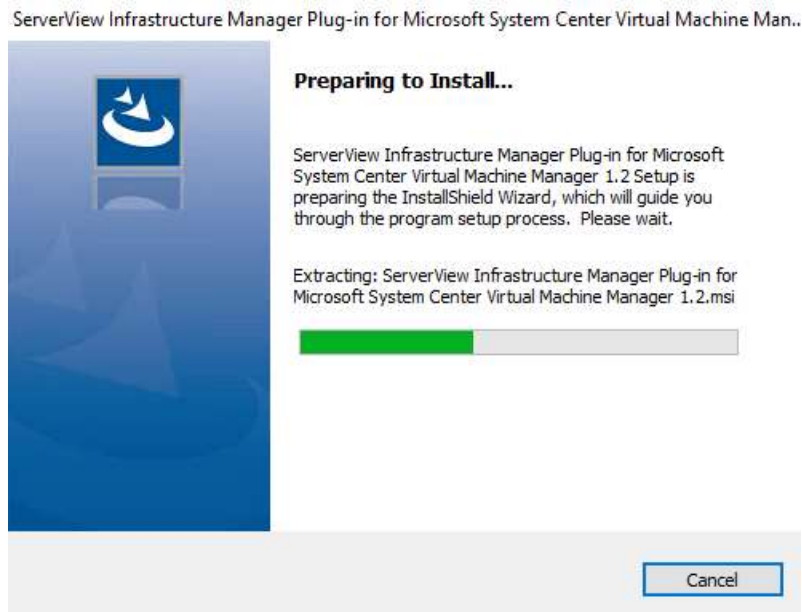 ServerView Infrastructure Manager Plug-in for Microsoft System Center Virtual Machine Man...
Preparing to Install...
ServerView Infrastructure Manager Plug-in for Microsoft
System Center Virtual Machine Manager 1.2 Setup is
preparing the InstallShield Wizard, which will guide you
through the program setup process. Please wait.
Extracting: ServerView Infrastructure Manager Plug-in for
Microsoft System Center Virtual Machine Manager 1.2.msi
Cancel